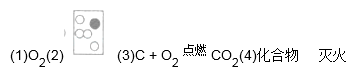 (1)O₂(2) (3)C + O₂ 点燃 CO₂(4)化合物 灭火